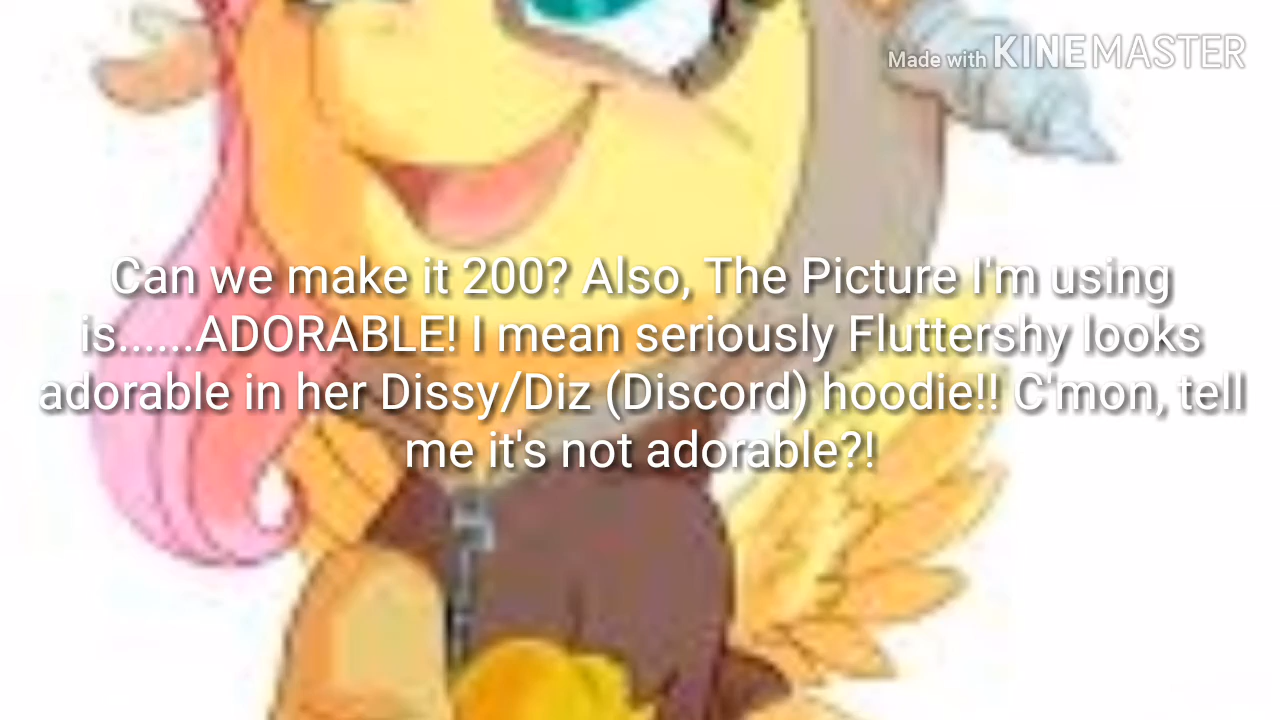 Made with KINEMASTER
Can we make it 200? Also, The Picture I'm using
is......ADORABLE! I mean seriously Fluttershy looks
adorable in her Dissy/Diz (Discord) hoodie!! C'mon, tell
me it's not adorable?!